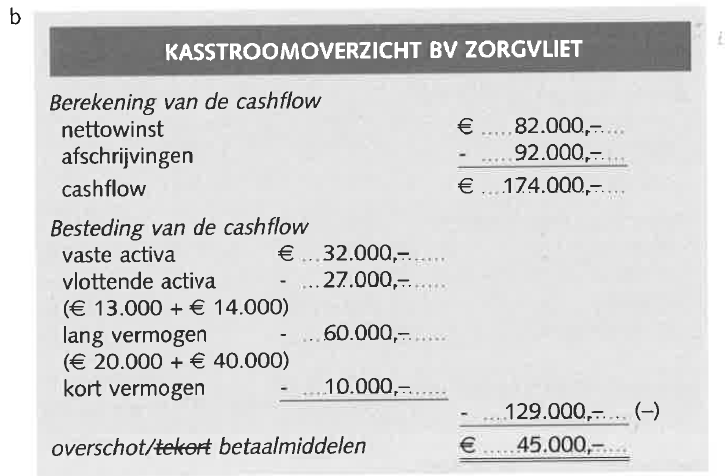 b
KASSTROOMOVERZICHT BV ZORGVLIET
Berekening van de cashflow
nettowinst € .....82.000,–....
afschrijvingen - .....92.000,–....
cashflow € ...174.000,–....
Besteding van de cashflow
vaste activa € ...32.000,–......
vlottende activa - ...27.000,–......
(€ 13.000 + € 14.000)
lang vermogen - ...60.000,–......
(€ 20.000 + € 40.000)
kort vermogen - ...10.000,–......
- ....129.000,–.... (–)
overschot/tekort betaalmiddelen € .....45.000,–....